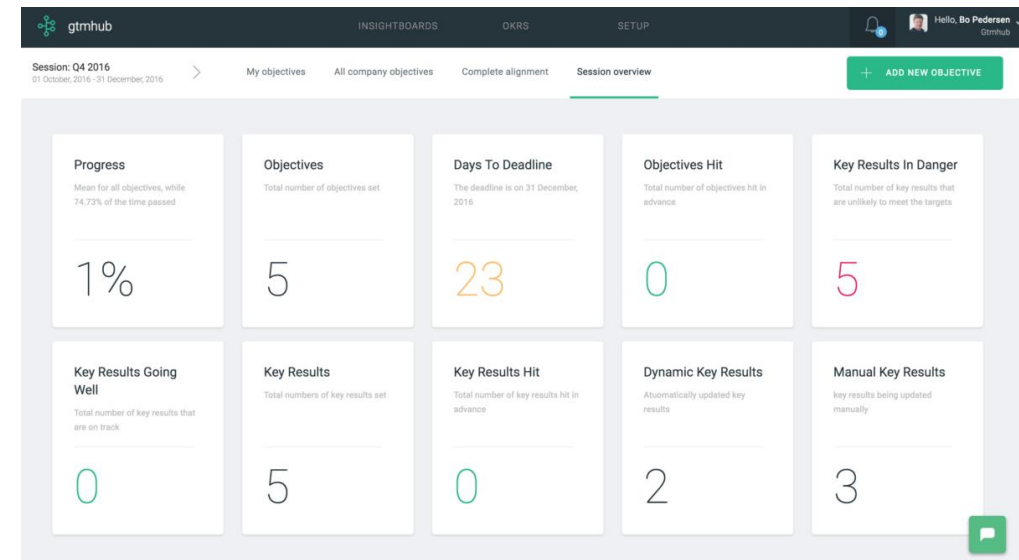 gtmhub
INSIGHTBOARDS
OKRS
SETUP
0
Hello, Bo Pedersen
Gtmhub
Session: Q4 2016
01 October, 2016 - 31 December, 2016
My objectives
All company objectives
Complete alignment
Session overview
+ ADD NEW OBJECTIVE
Progress
Mean for all objectives, while
74.73% of the time passed
1%
Objectives
Total number of objectives set
5
Days To Deadline
The deadline is on 31 December,
2016
23
Objectives Hit
Total number of objectives hit in
advance
0
Key Results In Danger
Total number of key results that
are unlikely to meet the targets
5
Key Results Going
Well
Total number of key results that
are on track
0
Key Results
Total numbers of key results set
5
Key Results Hit
Total number of key results hit in
advance
0
Dynamic Key Results
Atuomatically updated key
results
2
Manual Key Results
key results being updated
manually
3